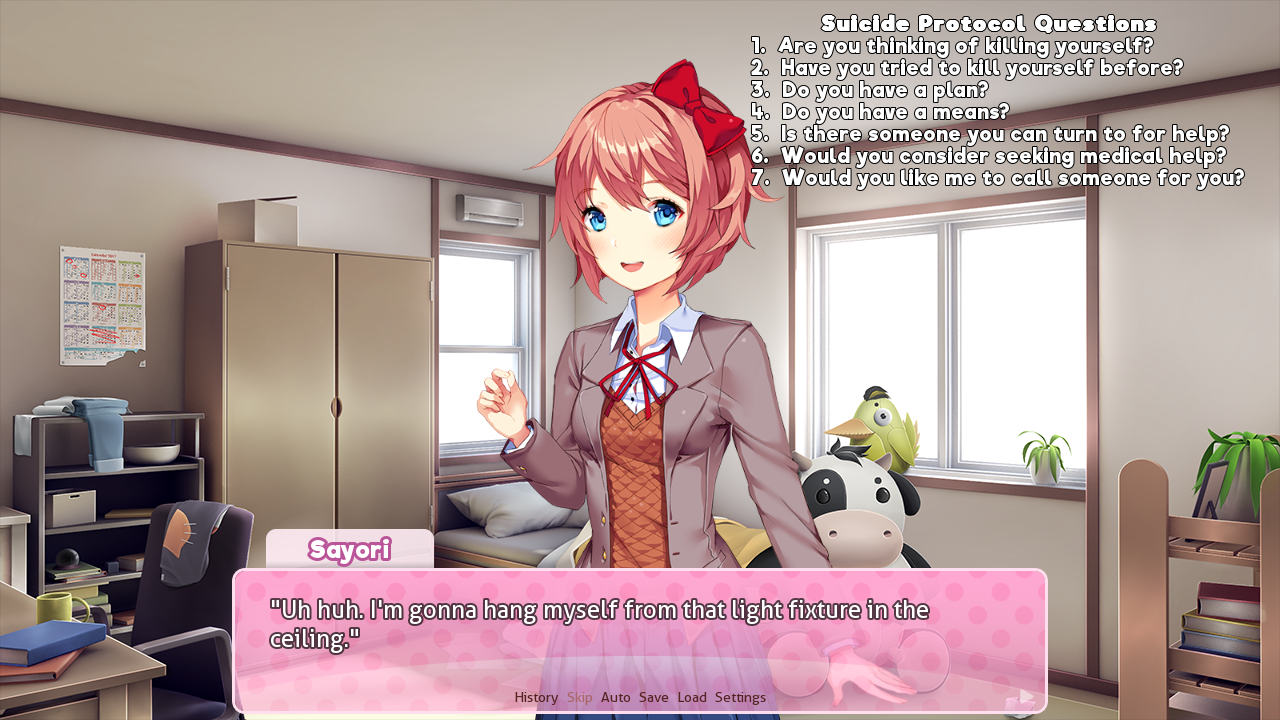 Suicide Protocol Questions
1. Are you thinking of killing yourself?
2. Have you tried to kill yourself before?
3. Do you have a plan?
4. Do you have a means?
5. Is there someone you can turn to for help?
6. Would you consider seeking medical help?
7. Would you like me to call someone for you?
Sayori
"Uh huh. I'm gonna hang myself from that light fixture in the
ceiling."
History Skip Auto Save Load Settings